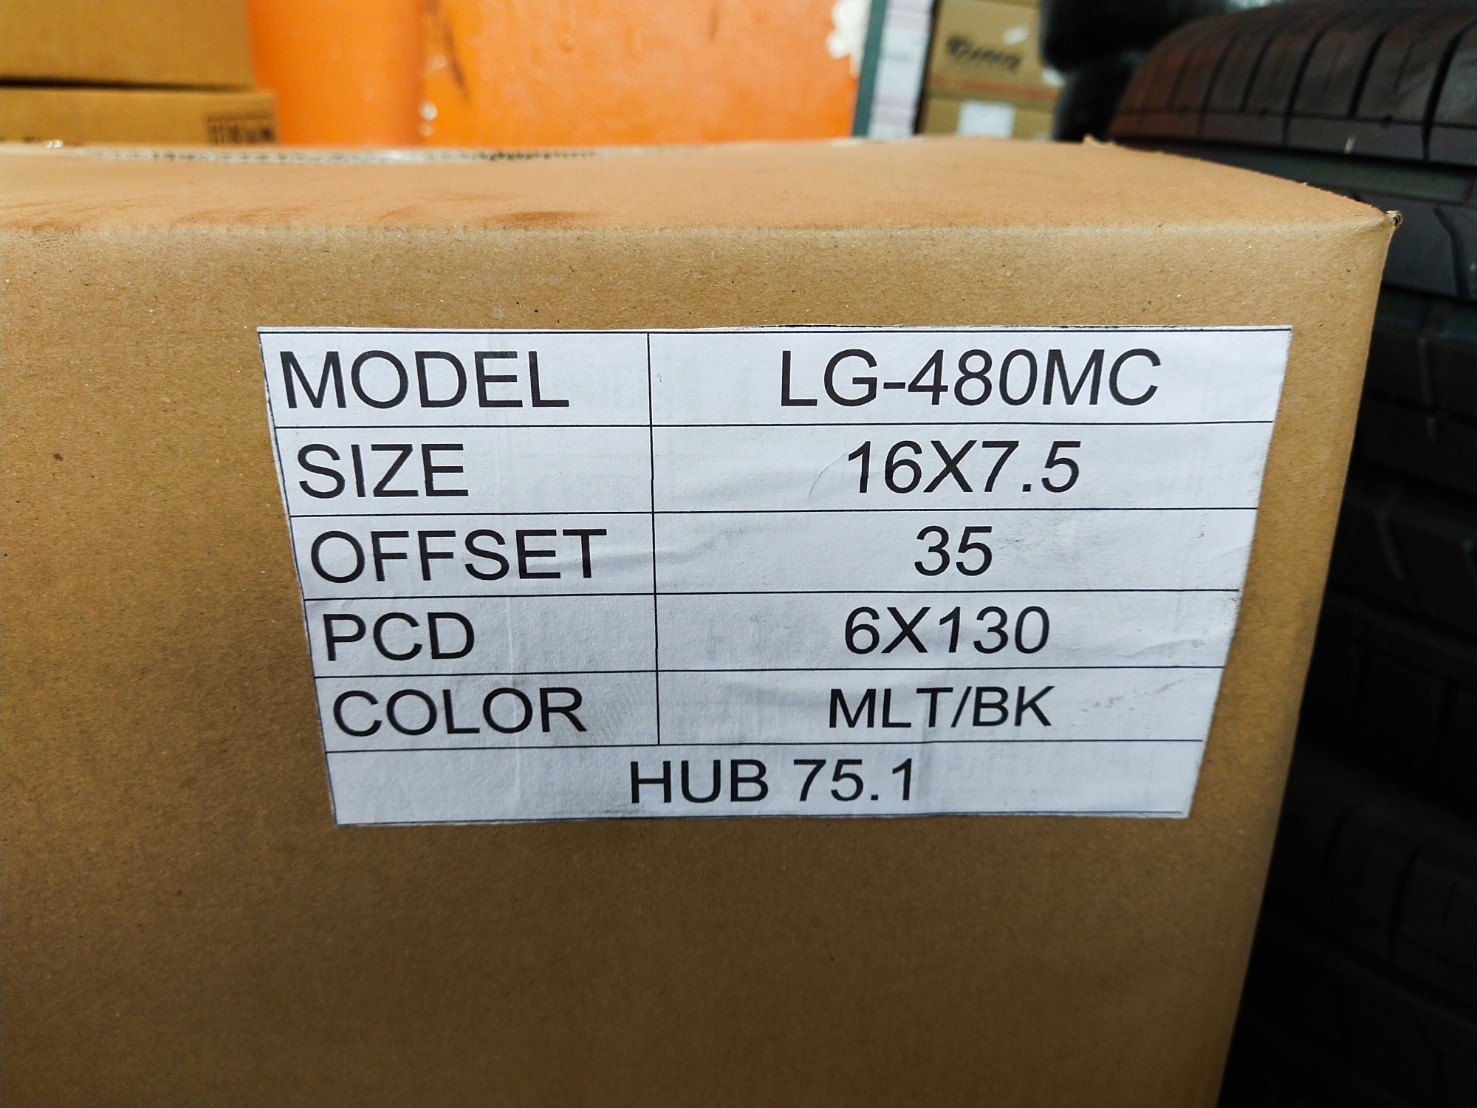 MODEL LG-480MC
SIZE 16X7.5
OFFSET 35
PCD 6X130
COLOR MLT/BK
HUB 75.1